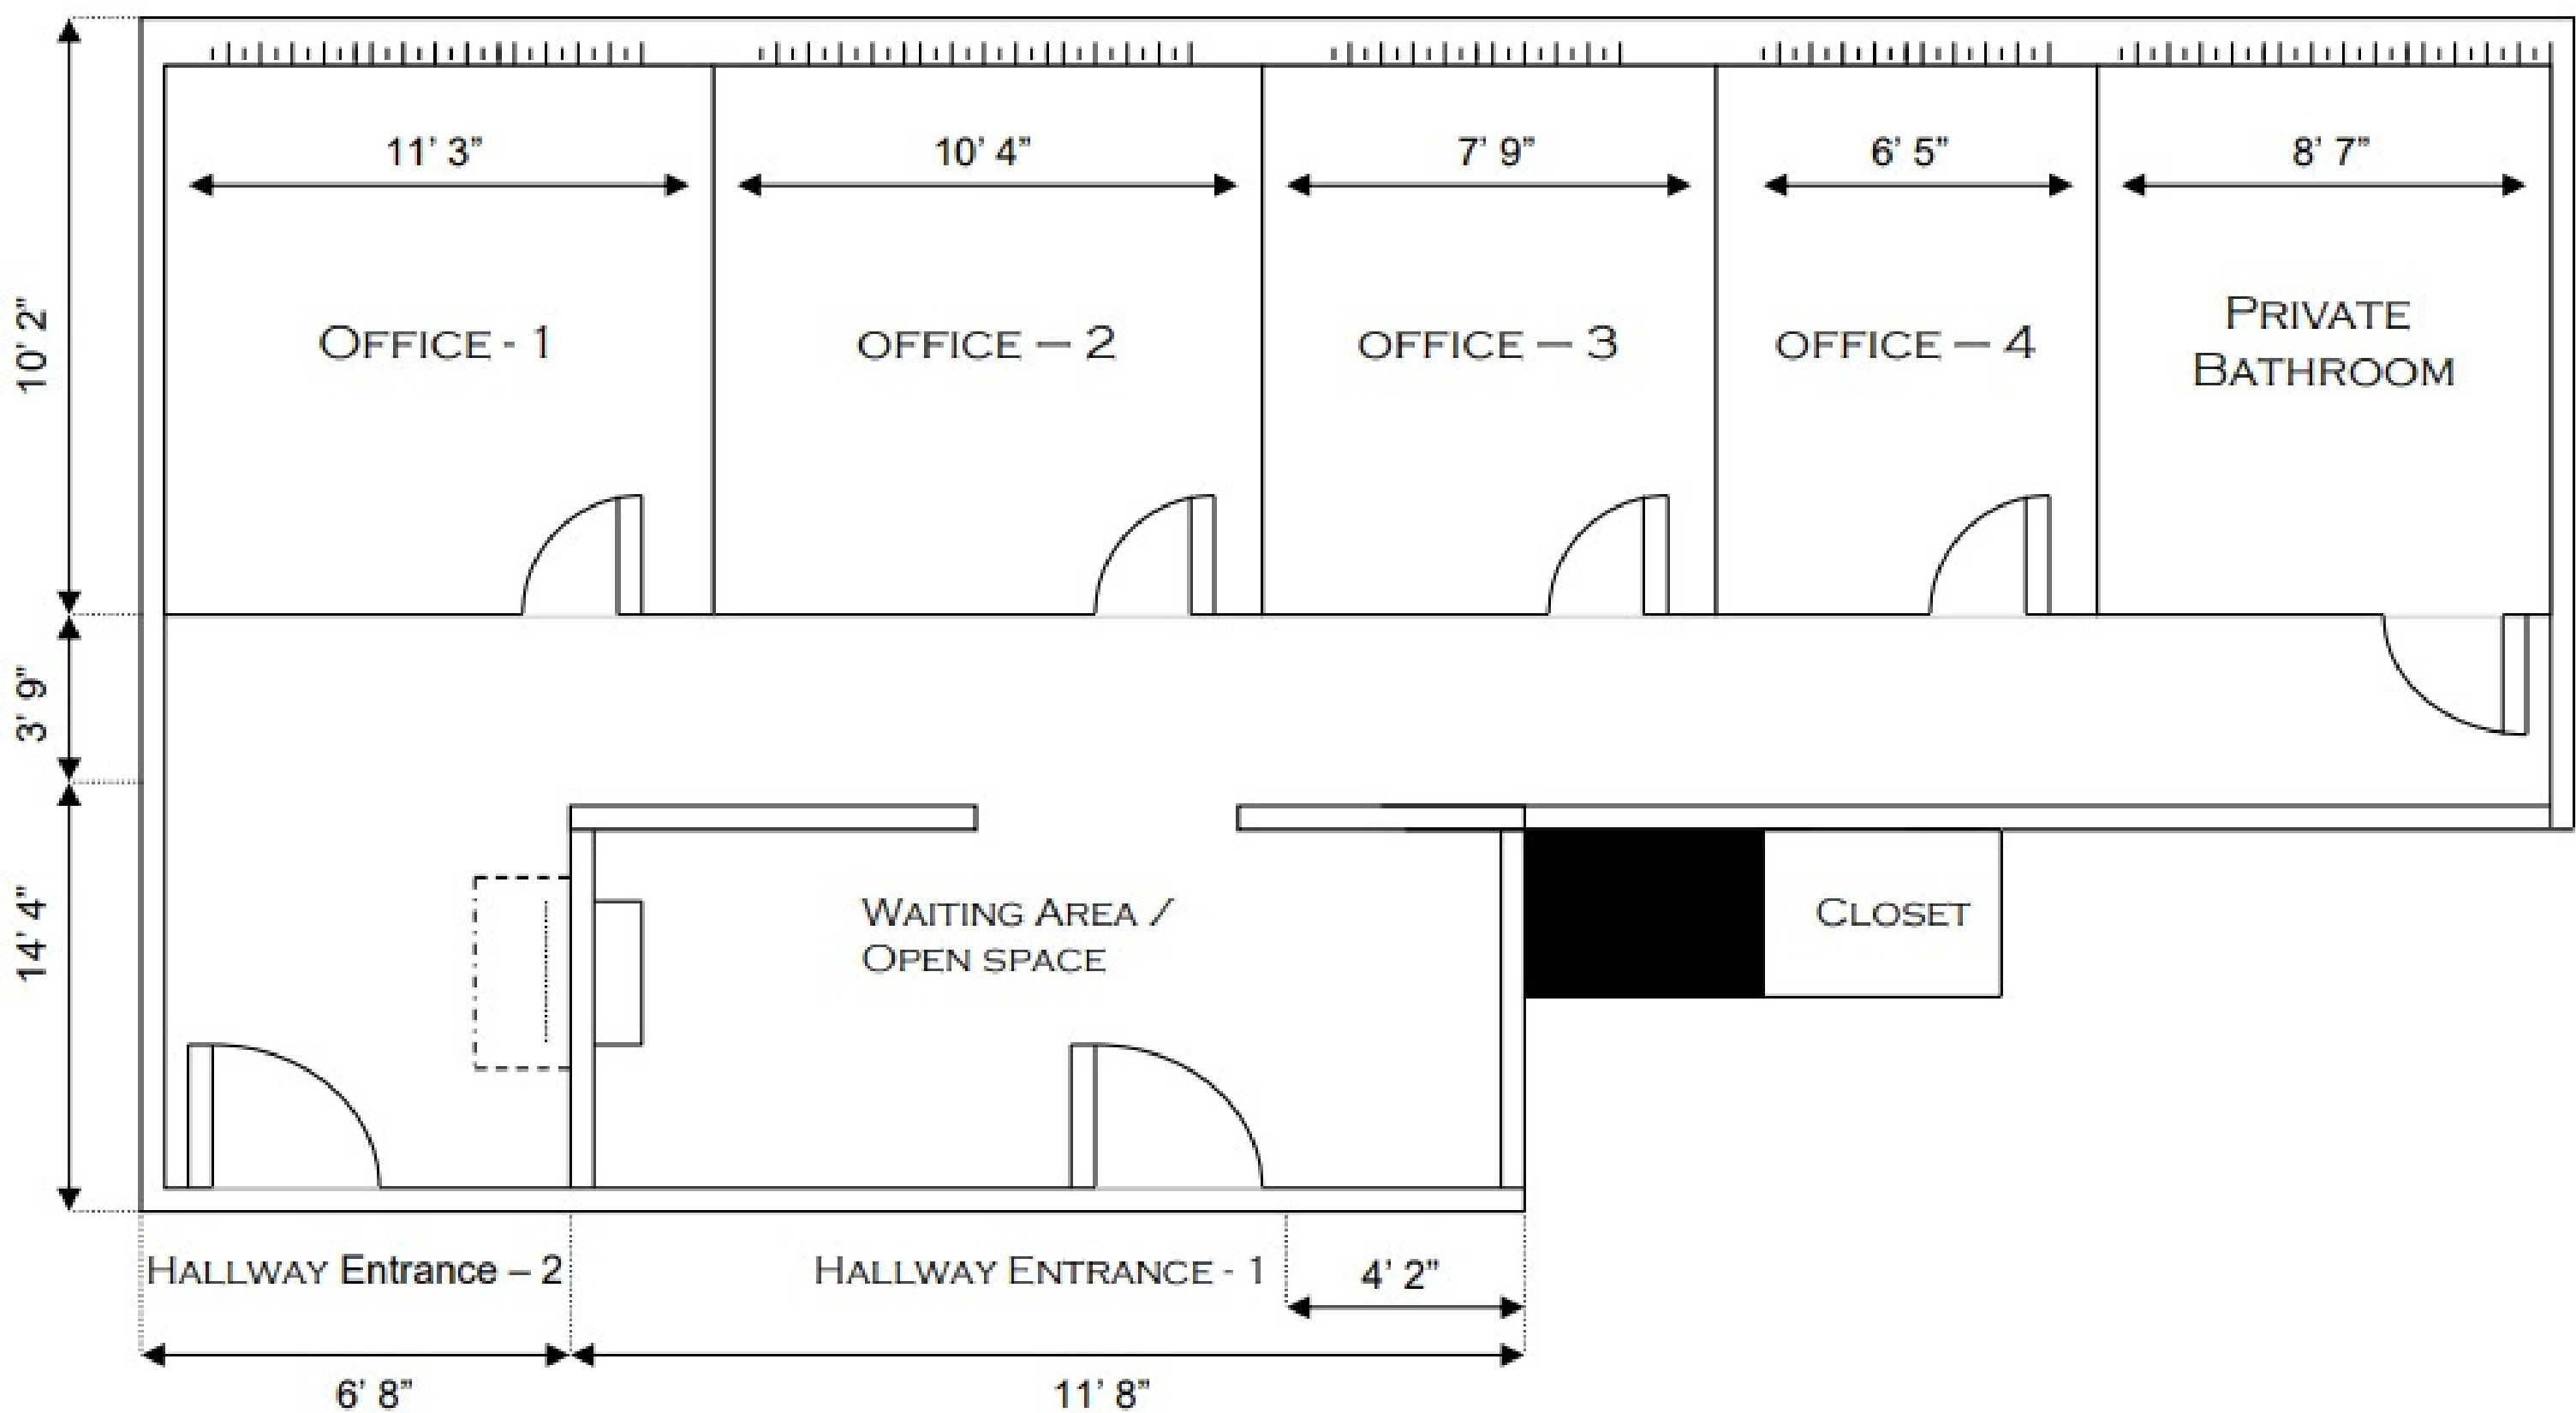 11’ 3”
10’ 4”
7’ 9”
6’ 5”
8’ 7”
10’ 2”
OFFICE - 1
OFFICE – 2
OFFICE – 3
OFFICE – 4
PRIVATE
BATHROOM
3’ 9”
14’ 4”
WAITING AREA /
OPEN SPACE
CLOSET
HALLWAY Entrance – 2
HALLWAY ENTRANCE - 1
4’ 2”
6’ 8”
11’ 8”